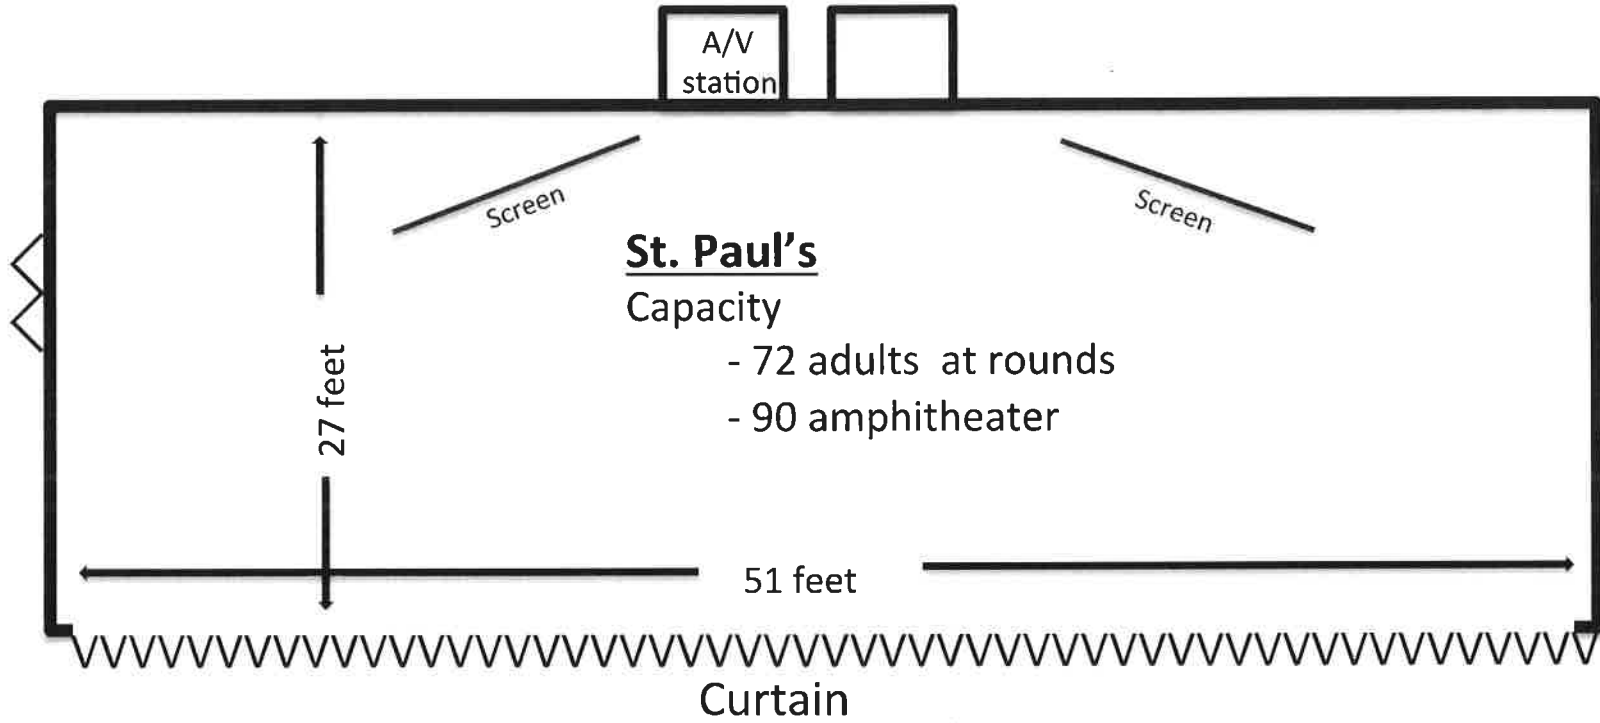 A/V
station
Screen
Screen
St. Paul's
Capacity
- 72 adults at rounds
- 90 amphitheater
27 feet
51 feet
Curtain